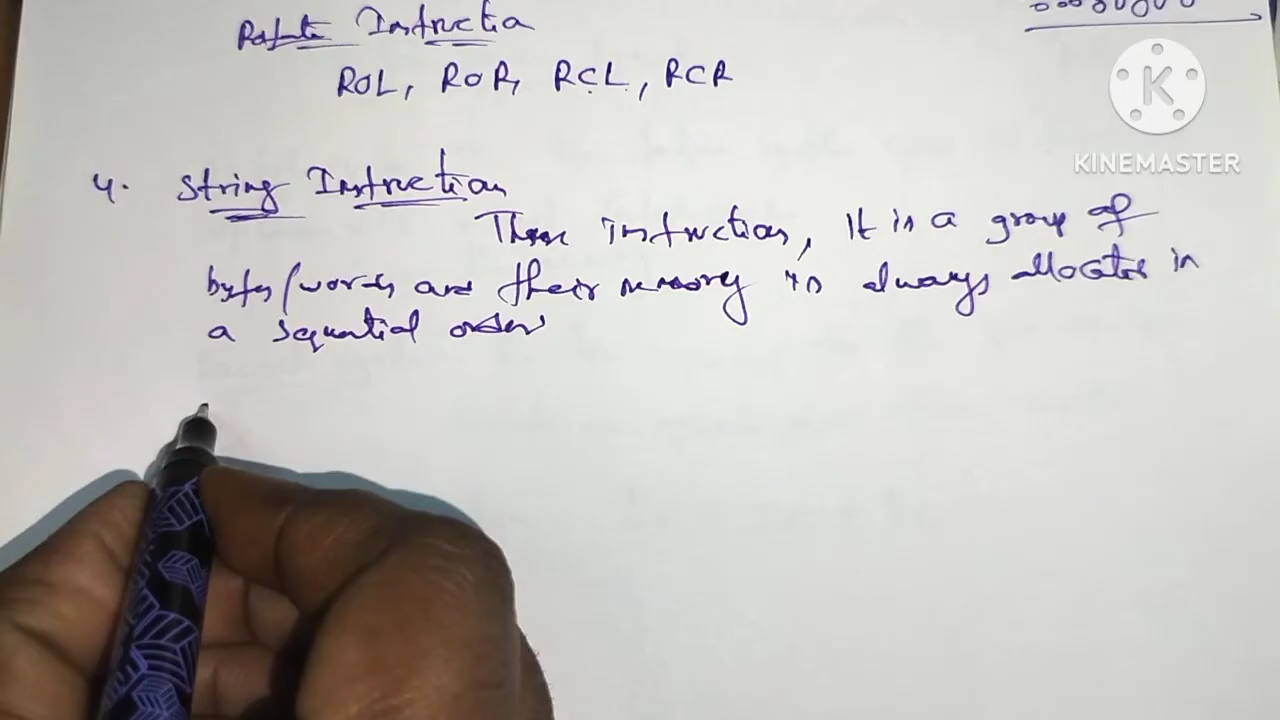 Rotate Instructia
ROL, ROR, RCL, RCR
K
KINEMASTER
4. String Instruction
These instruction, It is a group of
bytes/words and their memory is always allocated in
a sequential order